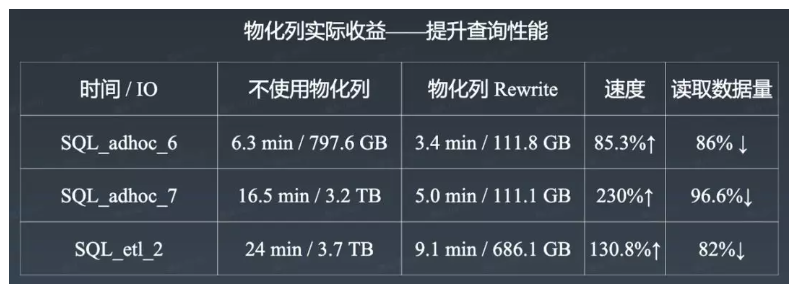 物化列实际收益——提升查询性能
时间 / IO 不使用物化列 物化列 Rewrite 速度 读取数据量
SQL_adhoc_6 6.3 min / 797.6 GB 3.4 min / 111.8 GB 85.3%↑ 86%↓
SQL_adhoc_7 16.5 min / 3.2 TB 5.0 min / 111.1 GB 230%↑ 96.6%↓
SQL_etl_2 24 min / 3.7 TB 9.1 min / 686.1 GB 130.8%↑ 82%↓